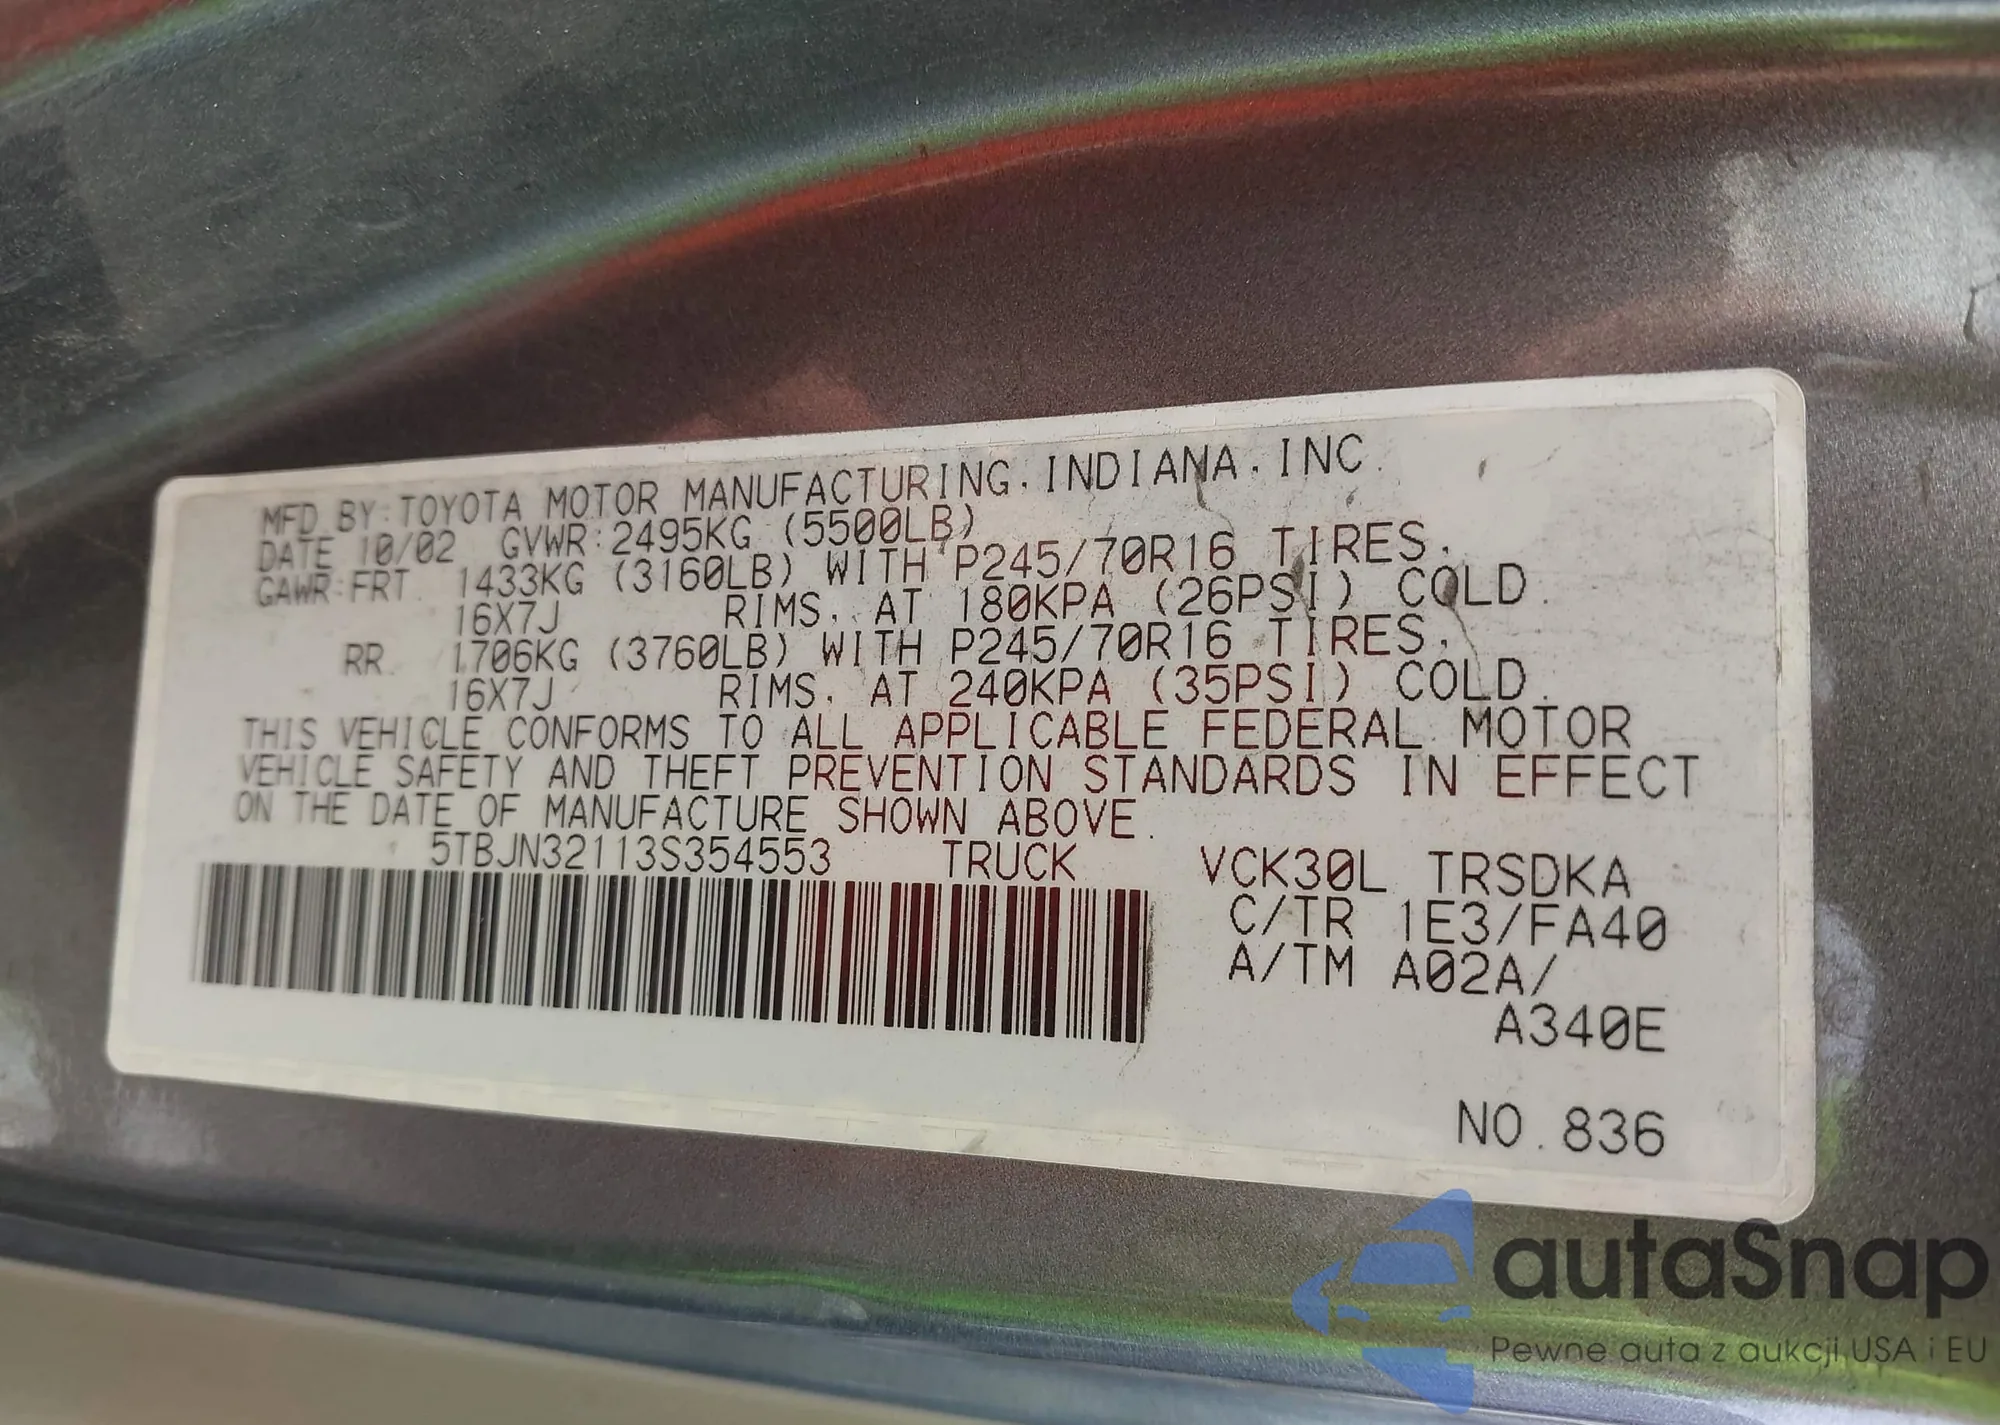 MFD BY: TOYOTA MOTOR MANUFACTURING, INDIANA, INC.
DATE 10/02 GVWR: 2495KG (5500LB)
GAWR: FRT. 1433KG (3160LB) WITH P245/70R16 TIRES.
16X7J RIMS, AT 180KPA (26PSI) COLD.
RR. 1706KG (3760LB) WITH P245/70R16 TIRES.
16X7J RIMS, AT 240KPA (35PSI) COLD.
THIS VEHICLE CONFORMS TO ALL APPLICABLE FEDERAL MOTOR
VEHICLE SAFETY AND THEFT PREVENTION STANDARDS IN EFFECT
ON THE DATE OF MANUFACTURE SHOWN ABOVE.
5TBJN32113S354553 TRUCK VCK30L TRSDKA
C/TR 1E3/FA40
A/TM A02A/
A340E
NO. 836
autaSnap
Pewne auta z aukcji USA i EU